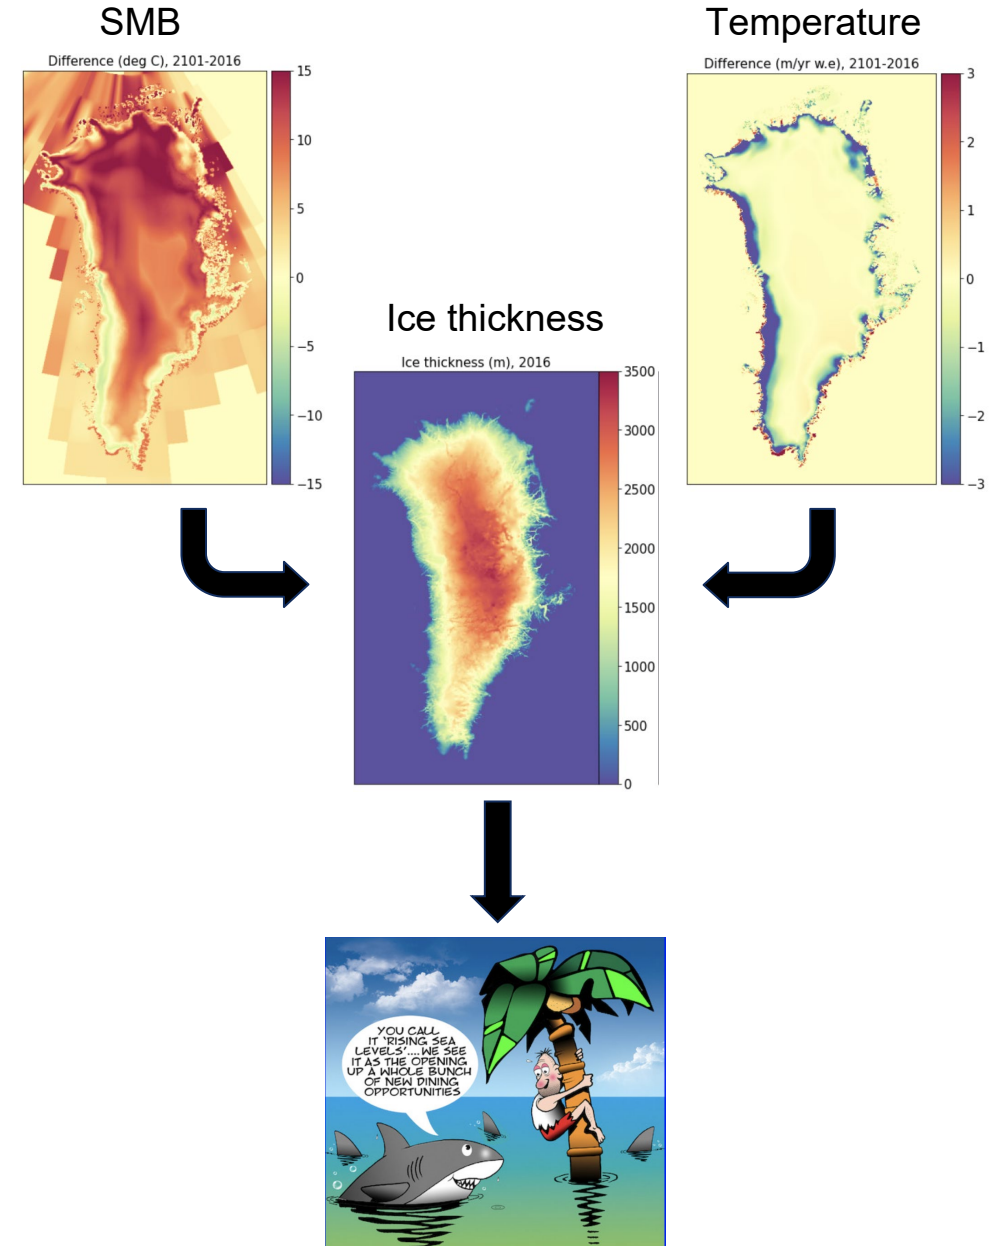 SMB
Difference (deg C), 2101-2016
15
10
5
0
−5
−10
−15
Temperature
Difference (m/yr w.e), 2101-2016
3
2
1
0
−1
−2
−3
Ice thickness
Ice thickness (m), 2016
3500
3000
2500
2000
1500
1000
500
0
YOU CALL
IT 'RISING SEA
LEVELS'....WE SEE
IT AS THE OPENING
UP A WHOLE BUNCH
OF NEW DINING
OPPORTUNITIES